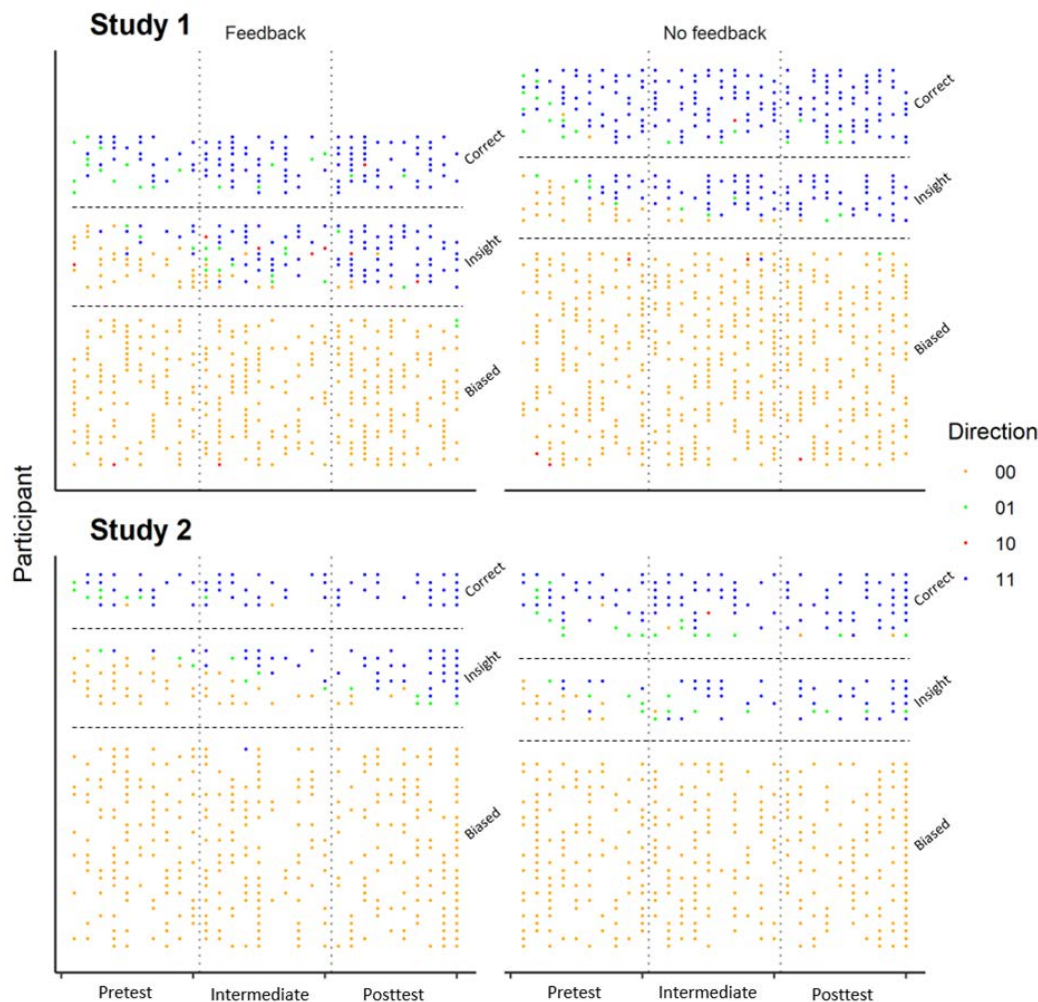 Study 1
Feedback
No feedback
Correct
Insight
Biased
Correct
Insight
Biased
Participant
Direction
00
01
10
11
Study 2
Correct
Insight
Biased
Correct
Insight
Biased
Pretest
Intermediate
Posttest
Pretest
Intermediate
Posttest